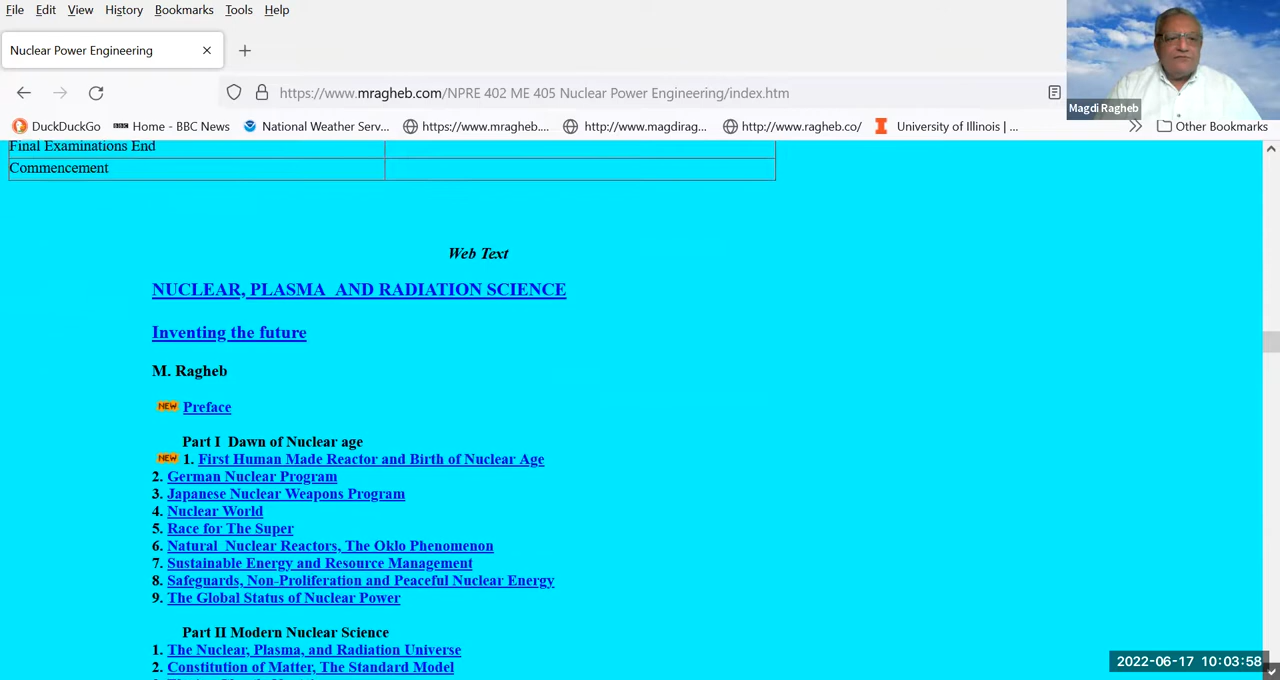 File Edit View History Bookmarks Tools Help
Nuclear Power Engineering
https://www.mragheb.com/NPRE 402 ME 405 Nuclear Power Engineering/index.htm
Magdi Ragheb
DuckDuckGo BBC Home - BBC News National Weather Serv... https://www.mragheb.... http://www.magdirag... http://www.ragheb.co/ University of Illinois | ... Other Bookmarks
Final Examinations End
Commencement
Web Text
NUCLEAR, PLASMA AND RADIATION SCIENCE
Inventing the future
M. Ragheb
NEW Preface
Part I Dawn of Nuclear age
NEW 1. First Human Made Reactor and Birth of Nuclear Age
2. German Nuclear Program
3. Japanese Nuclear Weapons Program
4. Nuclear World
5. Race for The Super
6. Natural Nuclear Reactors, The Oklo Phenomenon
7. Sustainable Energy and Resource Management
8. Safeguards, Non-Proliferation and Peaceful Nuclear Energy
9. The Global Status of Nuclear Power
Part II Modern Nuclear Science
1. The Nuclear, Plasma, and Radiation Universe
2. Constitution of Matter, The Standard Model
2022-06-17 10:03:58